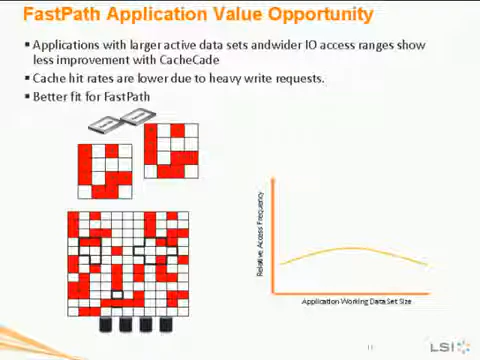 FastPath Application Value Opportunity
▪ Applications with larger active data sets andwider IO access ranges show
less improvement with CacheCade
▪ Cache hit rates are lower due to heavy write requests.
▪ Better fit for FastPath
Relative Access Frequency
Application Working Data Set Size
11
LSI